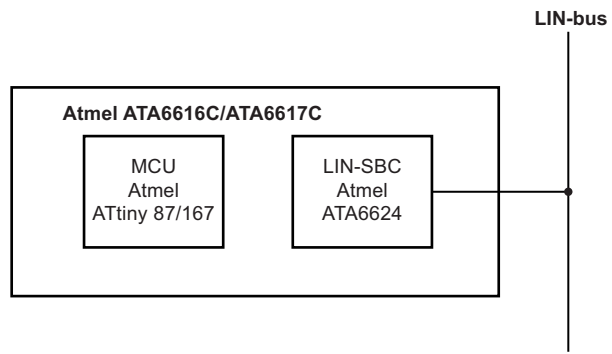 LIN-bus
Atmel ATA6616C/ATA6617C
MCU
Atmel
ATtiny 87/167
LIN-SBC
Atmel
ATA6624